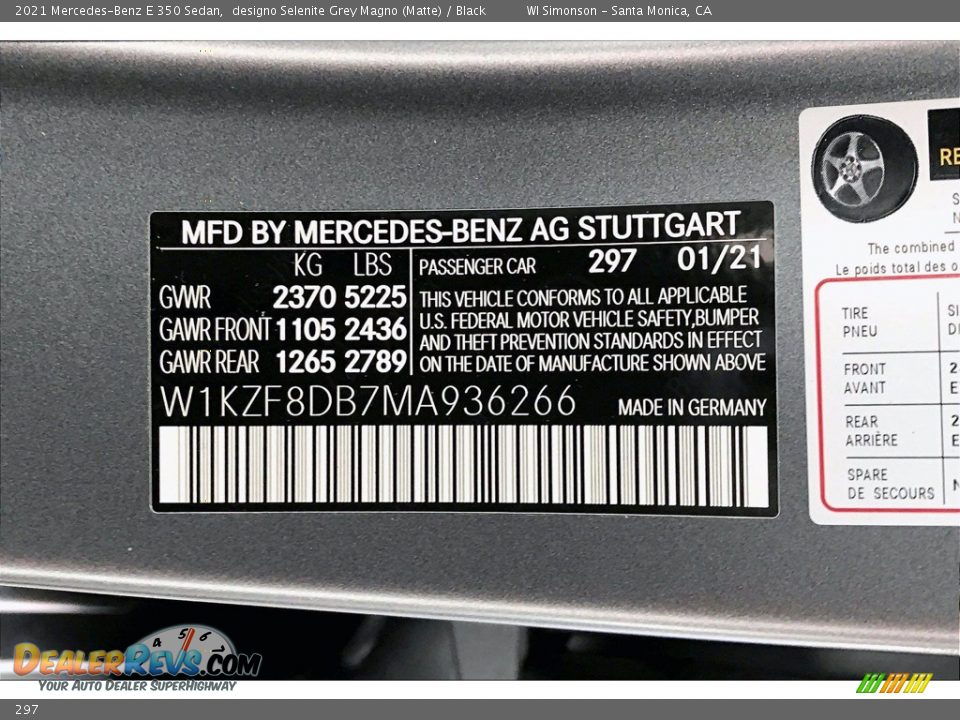 2021 Mercedes-Benz E 350 Sedan, designo Selenite Grey Magno (Matte) / Black WI Simonson - Santa Monica, CA
MFD BY MERCEDES-BENZ AG STUTTGART
KG LBS
GVWR 2370 5225
GAWR FRONT 1105 2436
GAWR REAR 1265 2789
PASSENGER CAR 297 01/21
THIS VEHICLE CONFORMS TO ALL APPLICABLE
U.S. FEDERAL MOTOR VEHICLE SAFETY,BUMPER
AND THEFT PREVENTION STANDARDS IN EFFECT
ON THE DATE OF MANUFACTURE SHOWN ABOVE
W1KZF8DB7MA936266
MADE IN GERMANY
The combined
Le poids total des
TIRE
PNEU
FRONT
AVANT
REAR
ARRIÈRE
SPARE
DE SECOURS
4 5 6
DEALERREVS.COM
YOUR AUTO DEALER SUPERHIGHWAY
297